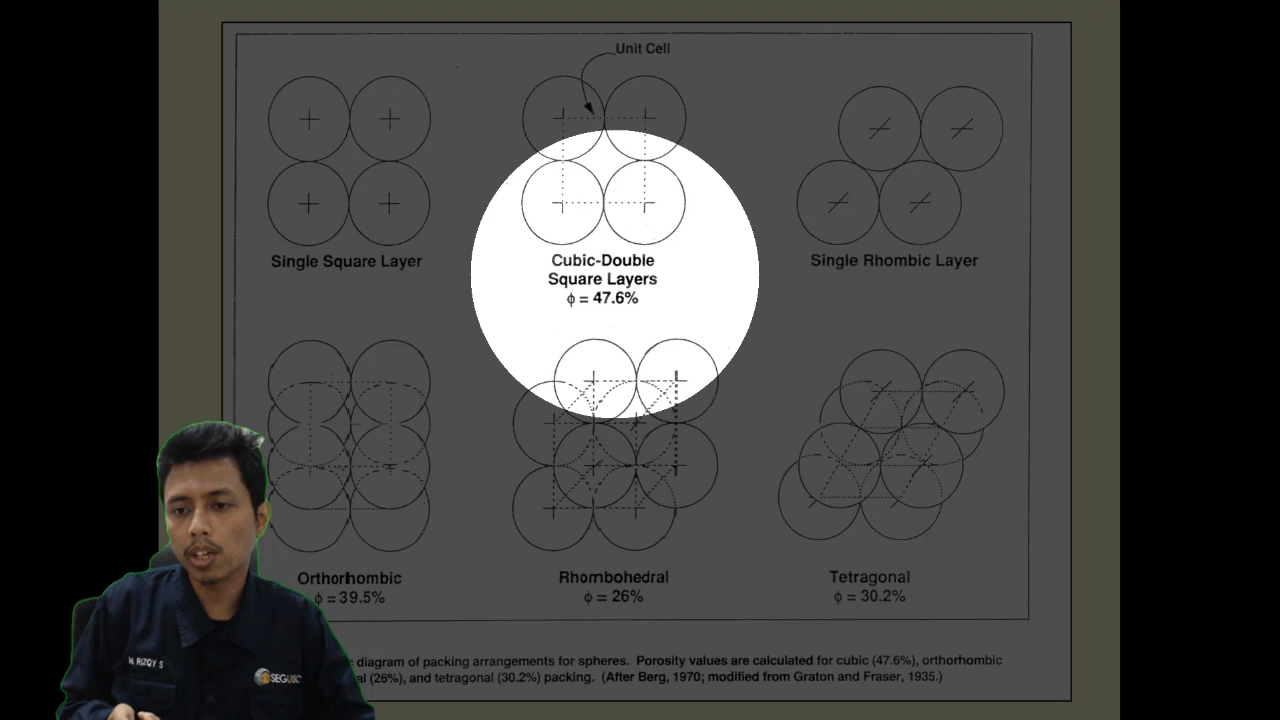 Unit Cell
Single Square Layer
Cubic-Double
Square Layers
ϕ = 47.6%
Single Rhombic Layer
Orthorhombic
ϕ = 39.5%
Rhombohedral
ϕ = 26%
Tetragonal
ϕ = 30.2%
diagram of packing arrangements for spheres. Porosity values are calculated for cubic (47.6%), orthorhombic
(26%), and tetragonal (30.2%) packing. (After Berg, 1970; modified from Graton and Fraser, 1935.)
M. RIZQY S
SEG